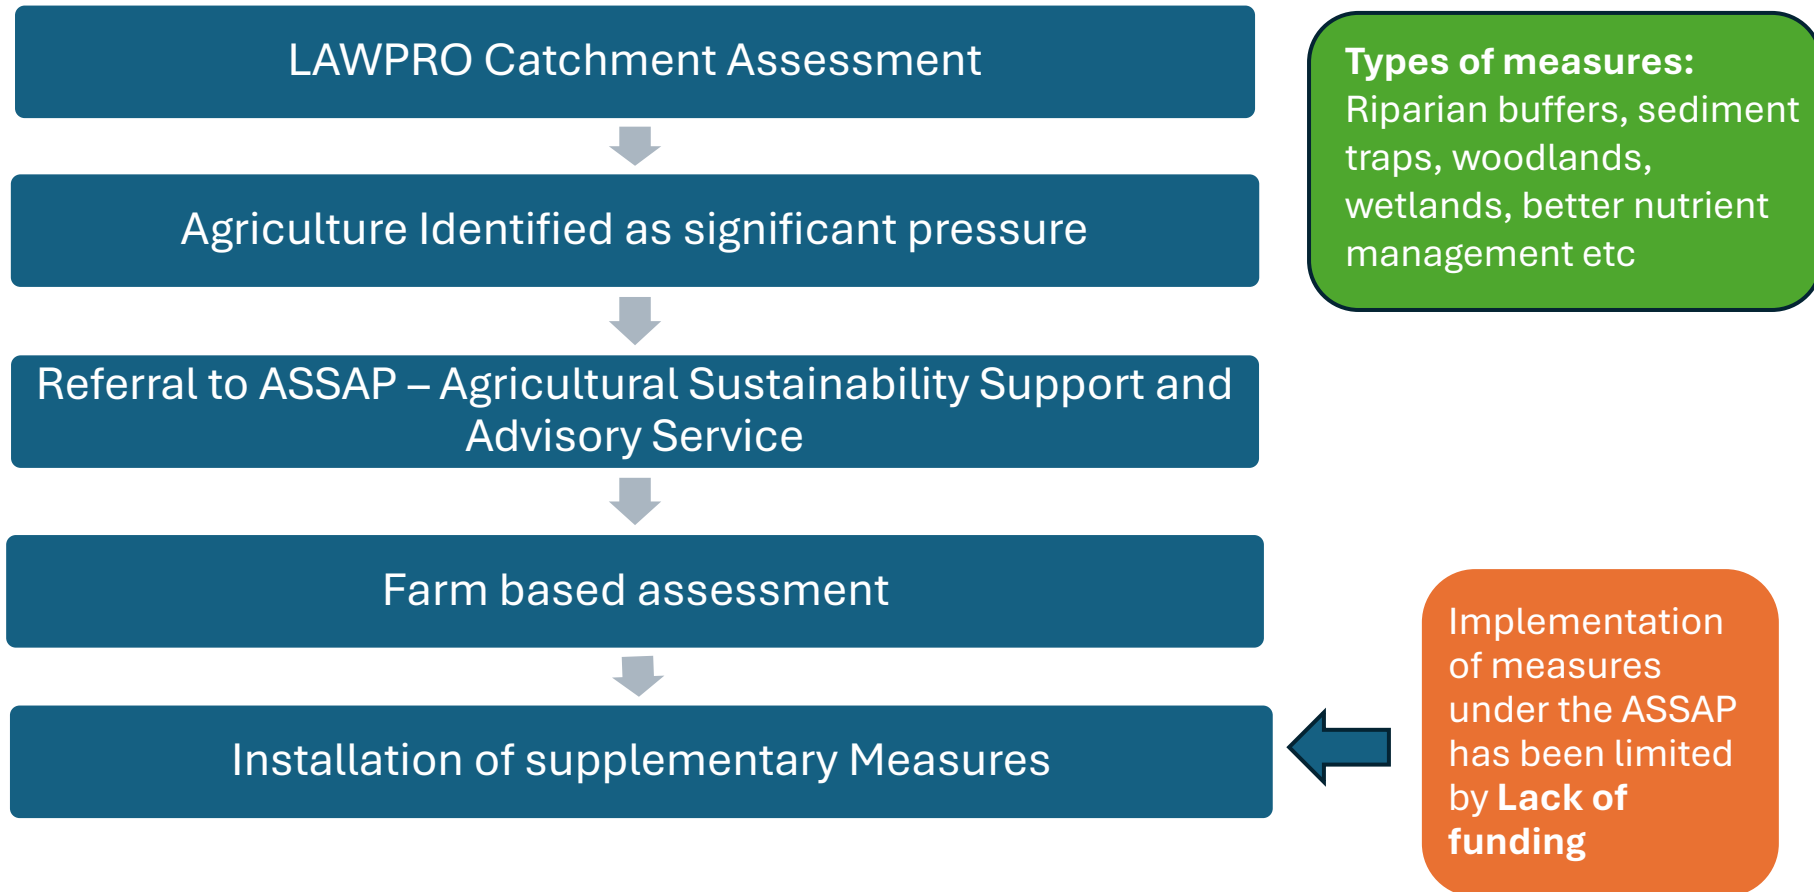 LAWPRO Catchment Assessment
Types of measures:
Riparian buffers, sediment
traps, woodlands,
wetlands, better nutrient
management etc
Agriculture Identified as significant pressure
Referral to ASSAP – Agricultural Sustainability Support and
Advisory Service
Farm based assessment
Installation of supplementary Measures
Implementation
of measures
under the ASSAP
has been limited
by Lack of
funding